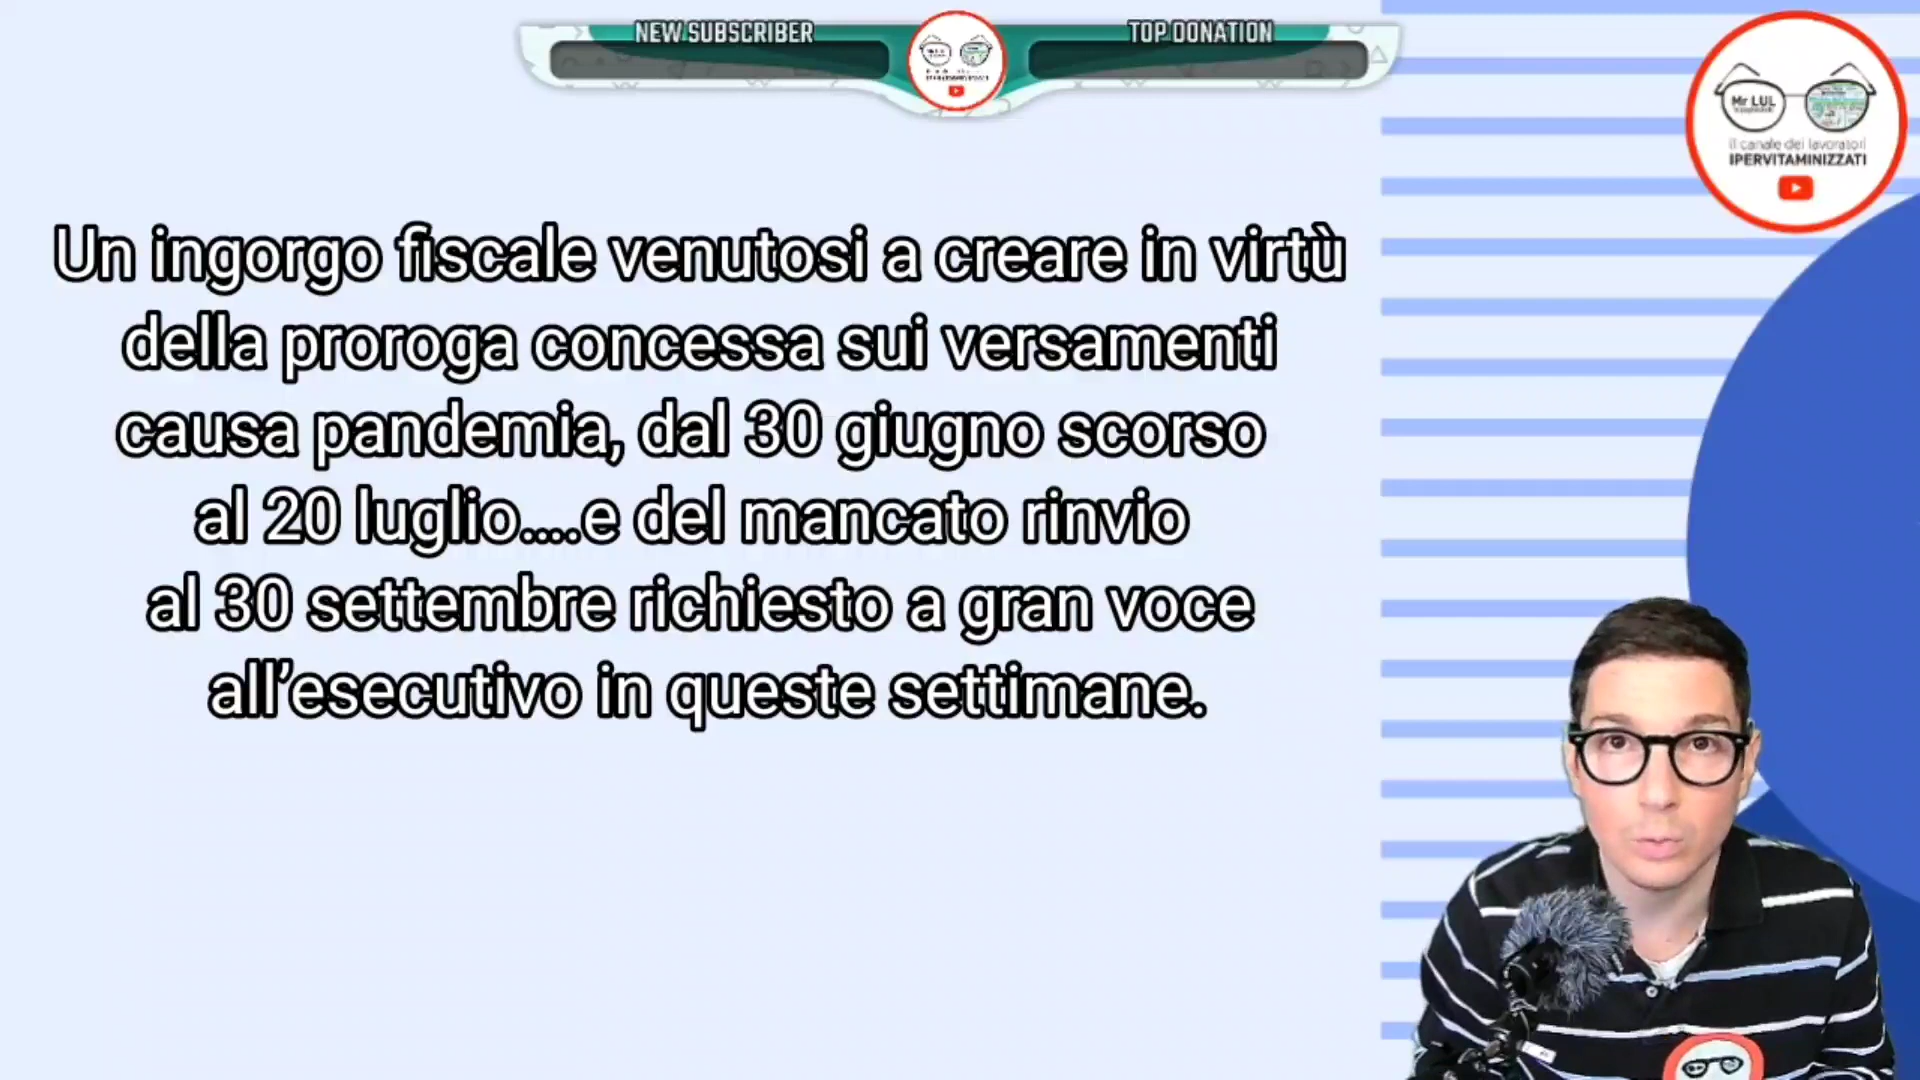 NEW SUBSCRIBER
TOP DONATION
Mr LUL
il canale dei lavoratori
IPERVITAMINIZZATI
Un ingorgo fiscale venutosi a creare in virtù
della proroga concessa sui versamenti
causa pandemia, dal 30 giugno scorso
al 20 luglio....e del mancato rinvio
al 30 settembre richiesto a gran voce
all'esecutivo in queste settimane.